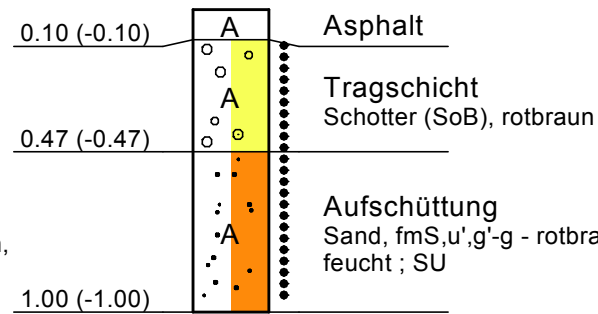 0.10 (-0.10)
A
Asphalt
A
Tragschicht
Schotter (SoB), rotbraun
0.47 (-0.47)
A
Aufschüttung
Sand, fmS,u',g'-g - rotbra
feucht ; SU
1.00 (-1.00)